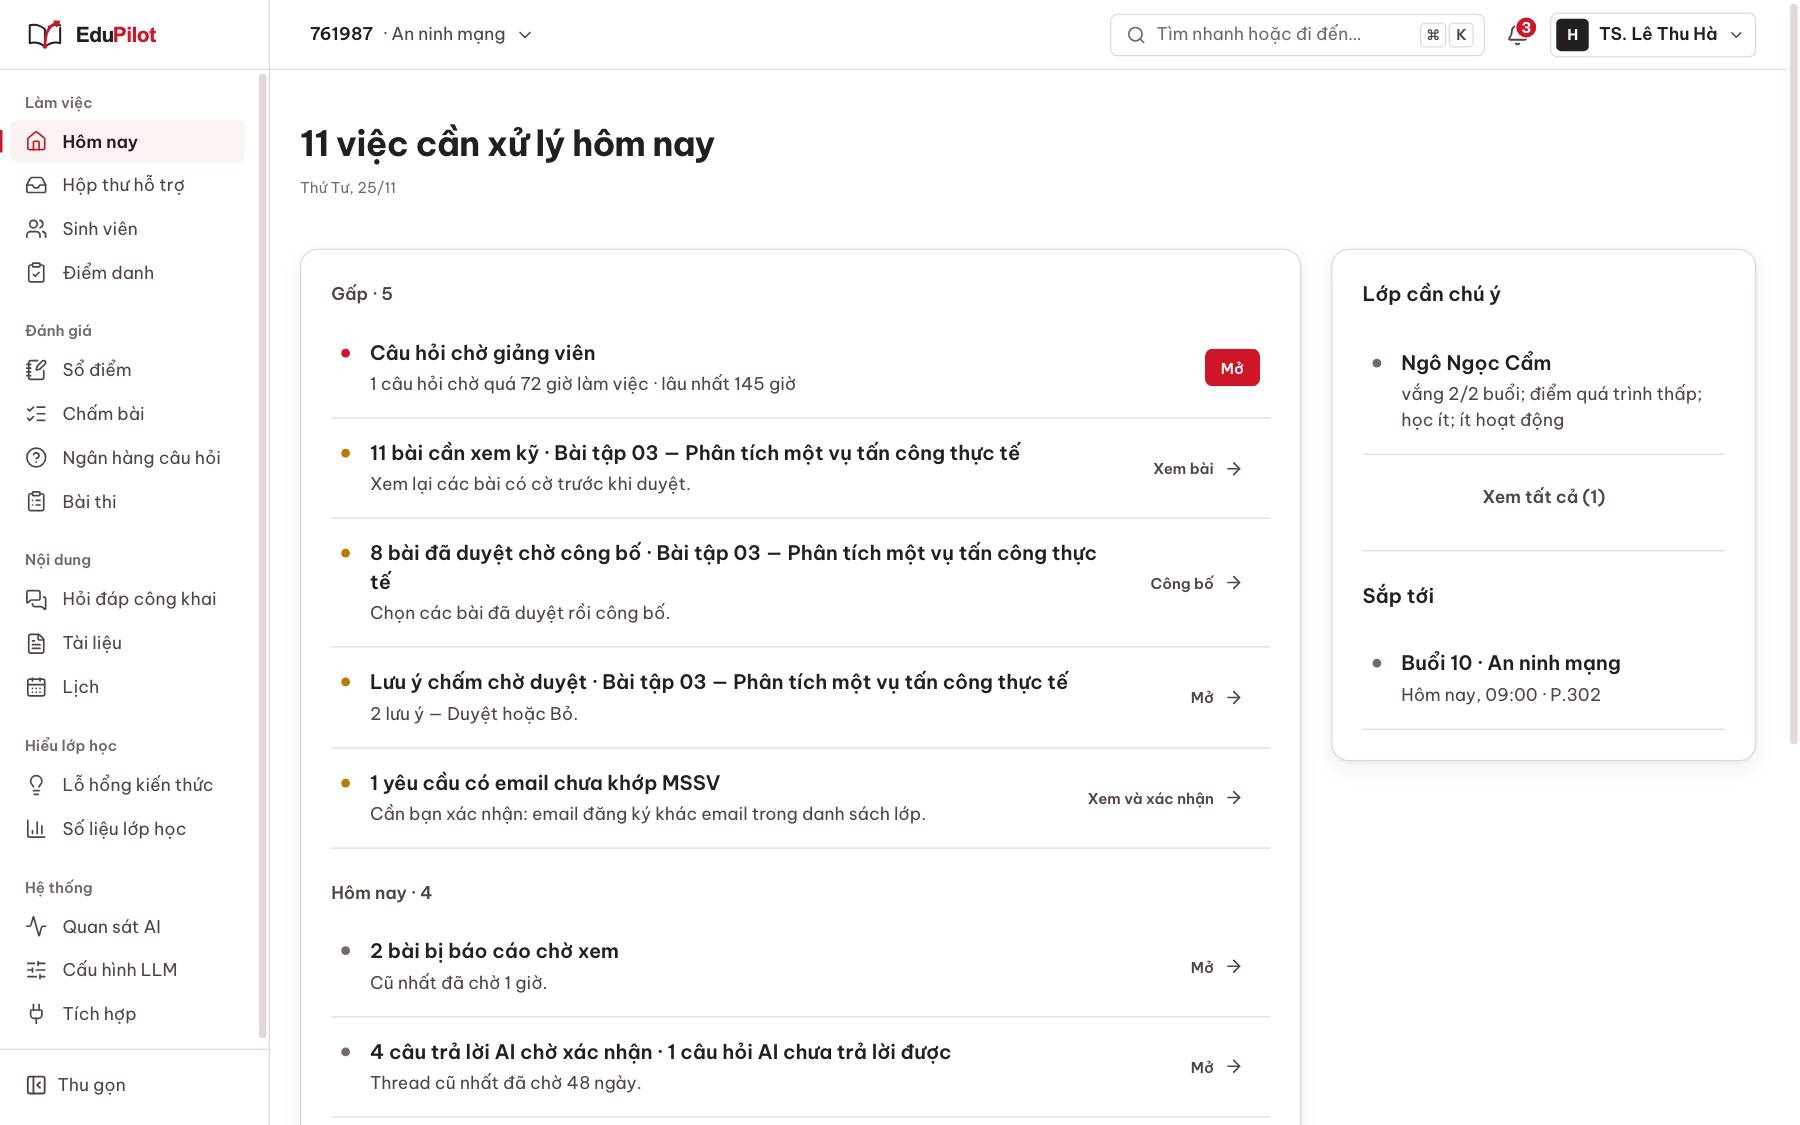 EduPilot
761987 · An ninh mạng
Tìm nhanh hoặc đi đến...
⌘ K
3
H
TS. Lê Thu Hà
Làm việc
Hôm nay
Hộp thư hỗ trợ
Sinh viên
Điểm danh
Đánh giá
Sổ điểm
Chấm bài
Ngân hàng câu hỏi
Bài thi
Nội dung
Hỏi đáp công khai
Tài liệu
Lịch
Hiểu lớp học
Lỗ hổng kiến thức
Số liệu lớp học
Hệ thống
Quan sát AI
Cấu hình LLM
Tích hợp
Thu gọn
11 việc cần xử lý hôm nay
Thứ Tư, 25/11
Gấp · 5
Câu hỏi chờ giảng viên
1 câu hỏi chờ quá 72 giờ làm việc · lâu nhất 145 giờ
Mở
11 bài cần xem kỹ · Bài tập 03 — Phân tích một vụ tấn công thực tế
Xem lại các bài có cờ trước khi duyệt.
Xem bài
8 bài đã duyệt chờ công bố · Bài tập 03 — Phân tích một vụ tấn công thực
tế
Chọn các bài đã duyệt rồi công bố.
Công bố
Lưu ý chấm chờ duyệt · Bài tập 03 — Phân tích một vụ tấn công thực tế
2 lưu ý — Duyệt hoặc Bỏ.
Mở
1 yêu cầu có email chưa khớp MSSV
Cần bạn xác nhận: email đăng ký khác email trong danh sách lớp.
Xem và xác nhận
Hôm nay · 4
2 bài bị báo cáo chờ xem
Cũ nhất đã chờ 1 giờ.
Mở
4 câu trả lời AI chờ xác nhận · 1 câu hỏi AI chưa trả lời được
Thread cũ nhất đã chờ 48 ngày.
Mở
Lớp cần chú ý
Ngô Ngọc Cẩm
vắng 2/2 buổi; điểm quá trình thấp;
học ít; ít hoạt động
Xem tất cả (1)
Sắp tới
Buổi 10 · An ninh mạng
Hôm nay, 09:00 · P.302